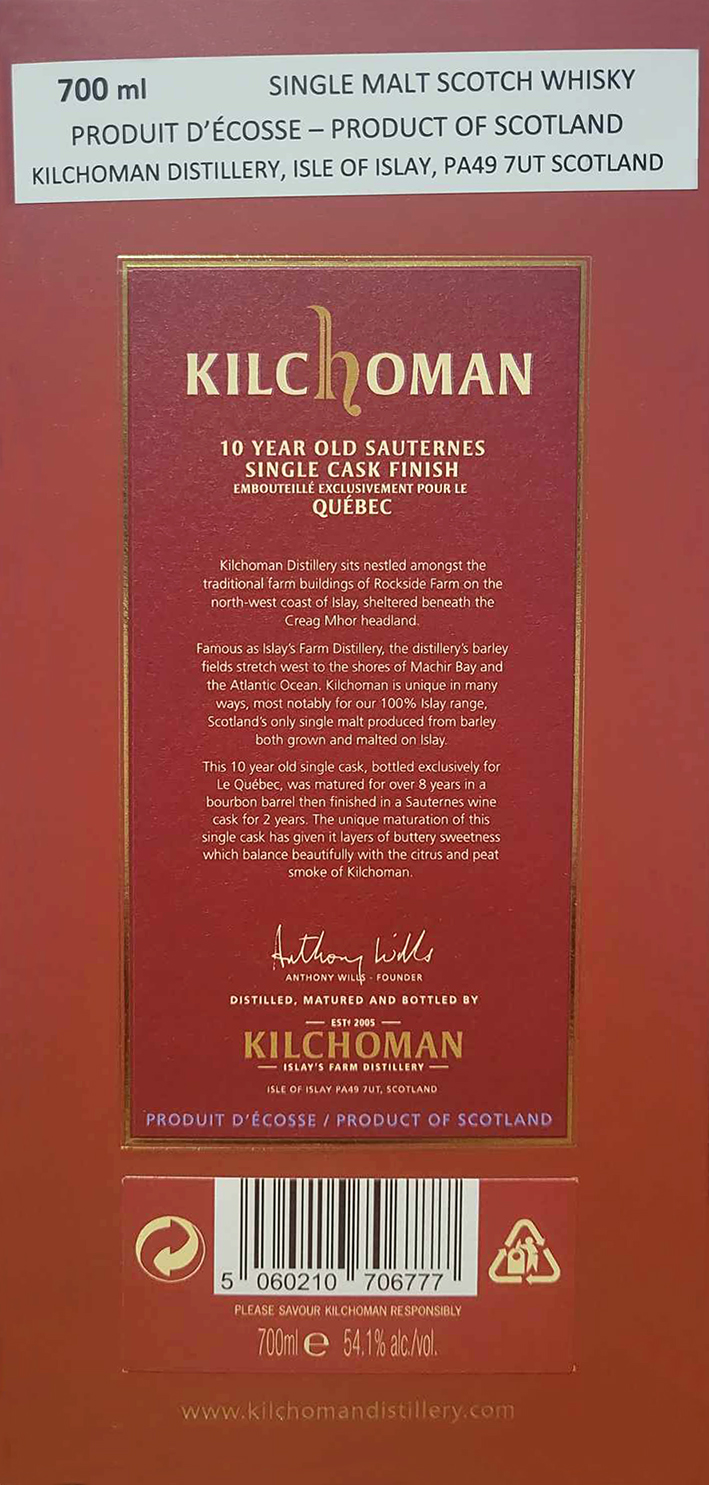 700 ml SINGLE MALT SCOTCH WHISKY
PRODUIT D'ÉCOSSE – PRODUCT OF SCOTLAND
KILCHOMAN DISTILLERY, ISLE OF ISLAY, PA49 7UT SCOTLAND
KILCHOMAN
10 YEAR OLD SAUTERNES
SINGLE CASK FINISH
EMBOUTEILLÉ EXCLUSIVEMENT POUR LE
QUÉBEC
Kilchoman Distillery sits nestled amongst the
traditional farm buildings of Rockside Farm on the
north-west coast of Islay, sheltered beneath the
Creag Mhor headland.
Famous as Islay's Farm Distillery, the distillery's barley
fields stretch west to the shores of Machir Bay and
the Atlantic Ocean. Kilchoman is unique in many
ways, most notably for our 100% Islay range,
Scotland's only single malt produced from barley
both grown and malted on Islay.
This 10 year old single cask, bottled exclusively for
Le Québec, was matured for over 8 years in a
bourbon barrel then finished in a Sauternes wine
cask for 2 years. The unique maturation of this
single cask has given it layers of buttery sweetness
which balance beautifully with the citrus and peat
smoke of Kilchoman.
Anthony Wills
ANTHONY WILLS - FOUNDER
DISTILLED, MATURED AND BOTTLED BY
ESTD 2005
KILCHOMAN
ISLAY'S FARM DISTILLERY
ISLE OF ISLAY PA49 7UT, SCOTLAND
PRODUIT D'ÉCOSSE / PRODUCT OF SCOTLAND
5 060210 706777
PLEASE SAVOUR KILCHOMAN RESPONSIBLY
700ml e 54.1% alc./vol.
www.kilchomandistillery.com